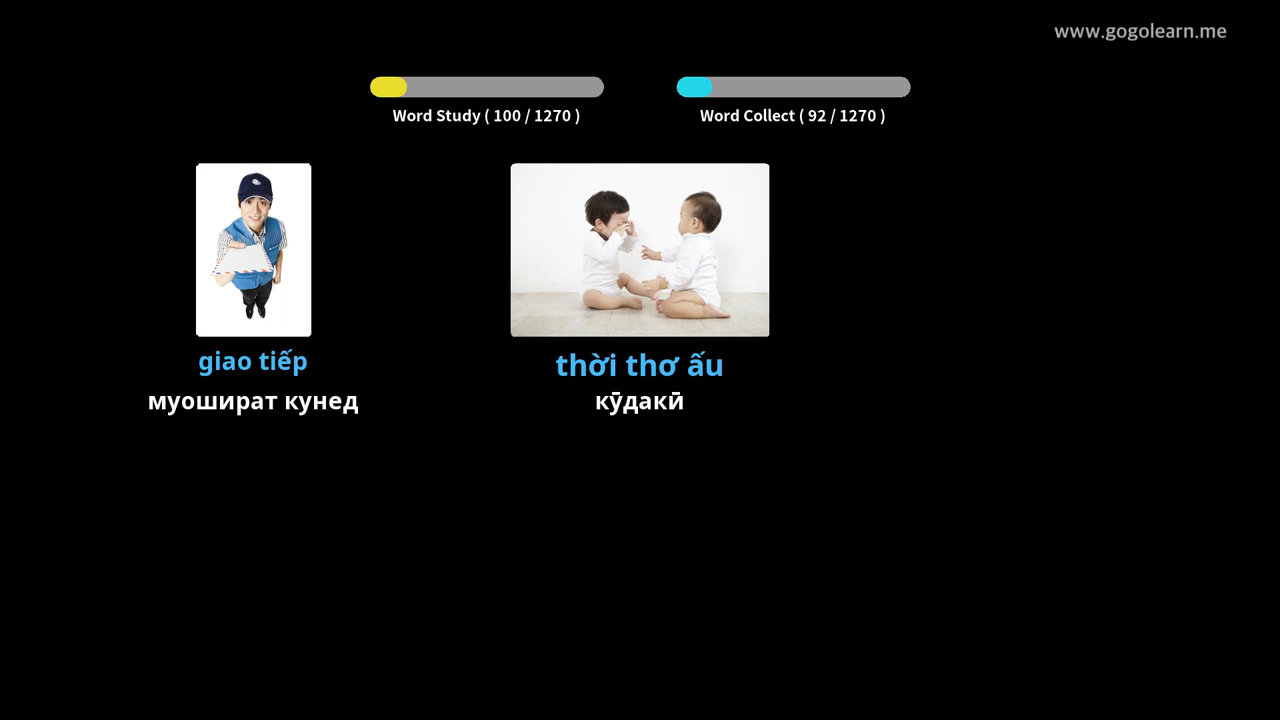 www.gogolearn.me
Word Study ( 100 / 1270 )
Word Collect ( 92 / 1270 )
giao tiếp
муошират кунед
thời thơ ấu
кӯдакӣ